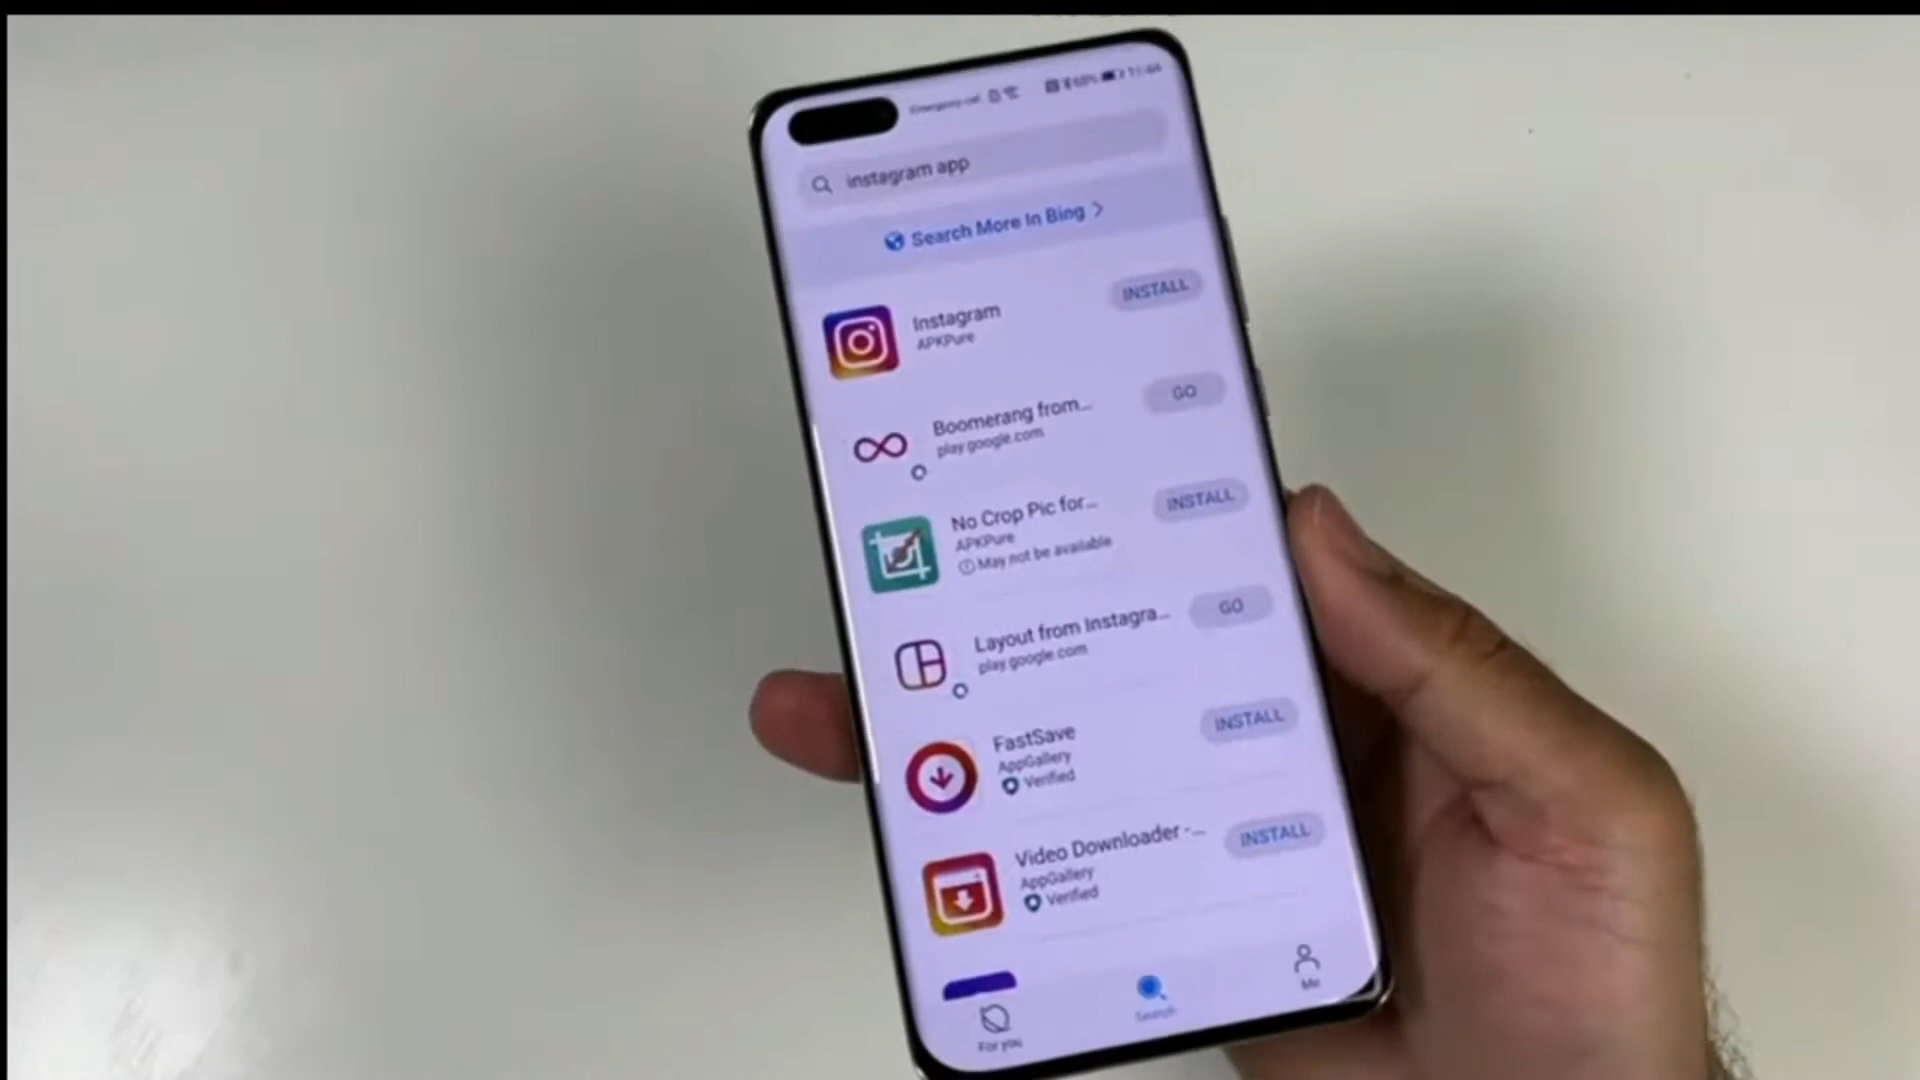 Emergency call
instagram app
Search More In Bing
Instagram
APKPure
INSTALL
Boomerang from...
play.google.com
GO
No Crop Pic for...
APKPure
May not be available
INSTALL
Layout from Instagra...
play.google.com
GO
FastSave
AppGallery
Verified
INSTALL
Video Downloader -...
AppGallery
Verified
INSTALL
For you
Search
Me